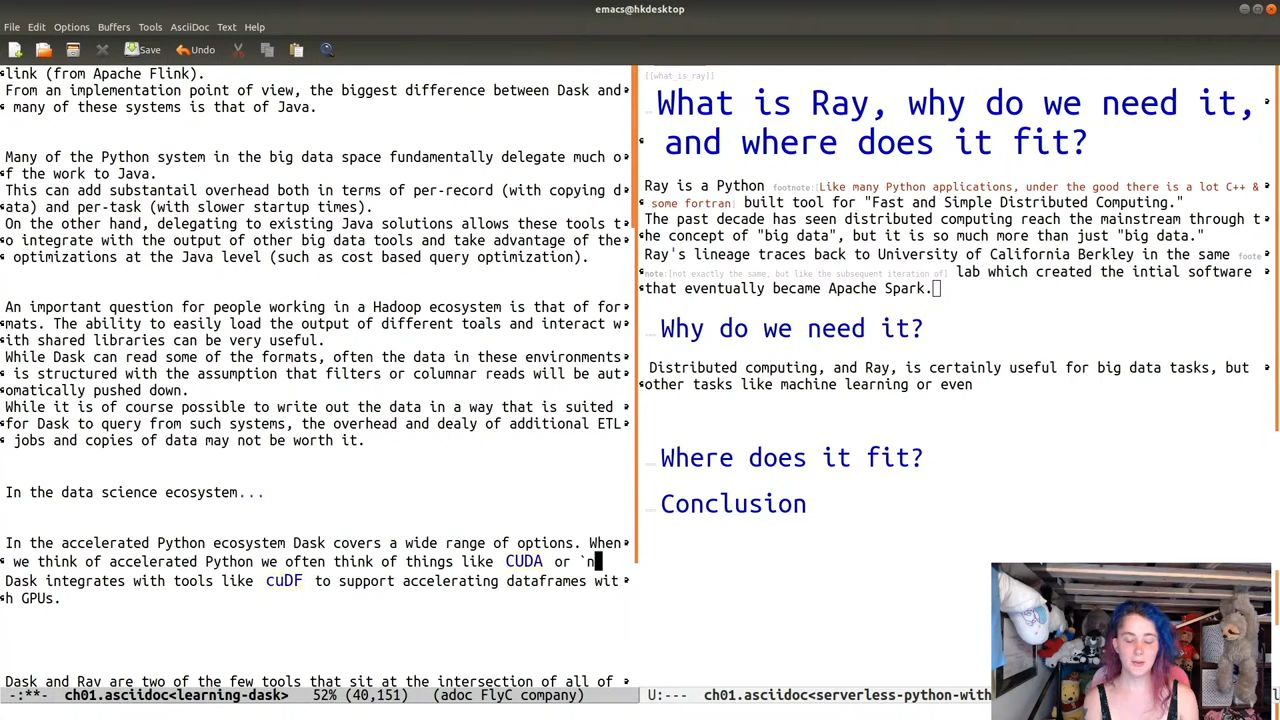 emacs@hkdesktop
File Edit Options Buffers Tools AsciiDoc Text Help
Save Undo
link (from Apache Flink).
From an implementation point of view, the biggest difference between Dask and
many of these systems is that of Java.
Many of the Python system in the big data space fundamentally delegate much o
f the work to Java.
This can add substantail overhead both in terms of per-record (with copying d
ata) and per-task (with slower startup times).
On the other hand, delegating to existing Java solutions allows these tools t
o integrate with the output of other big data tools and take advantage of the
optimizations at the Java level (such as cost based query optimization).
An important question for people working in a Hadoop ecosystem is that of for
mats. The ability to easily load the output of different toals and interact w
ith shared libraries can be very useful.
While Dask can read some of the formats, often the data in these environments
is structured with the assumption that filters or columnar reads will be aut
omatically pushed down.
While it is of course possible to write out the data in a way that is suited
for Dask to query from such systems, the overhead and dealy of additional ETL
jobs and copies of data may not be worth it.
In the data science ecosystem...
In the accelerated Python ecosystem Dask covers a wide range of options. When
we think of accelerated Python we often think of things like CUDA or `n
Dask integrates with tools like cuDF to support accelerating dataframes wit
h GPUs.
Dask and Ray are two of the few tools that sit at the intersection of all of
-:**- ch01.asciidoc<learning-dask> 52% (40,151) (adoc FlyC company)
[[what_is_ray]]
What is Ray, why do we need it,
and where does it fit?
Ray is a Python footnote:[Like many Python applications, under the good there is a lot C++ &
some fortran] built tool for "Fast and Simple Distributed Computing."
The past decade has seen distributed computing reach the mainstream through t
he concept of "big data", but it is so much more than just "big data."
Ray's lineage traces back to University of California Berkley in the same foote
note:[not exactly the same, but like the subsequent iteration of] lab which created the intial software
that eventually became Apache Spark.
Why do we need it?
Distributed computing, and Ray, is certainly useful for big data tasks, but
other tasks like machine learning or even
Where does it fit?
Conclusion
U:--- ch01.asciidoc<serverless-python-with